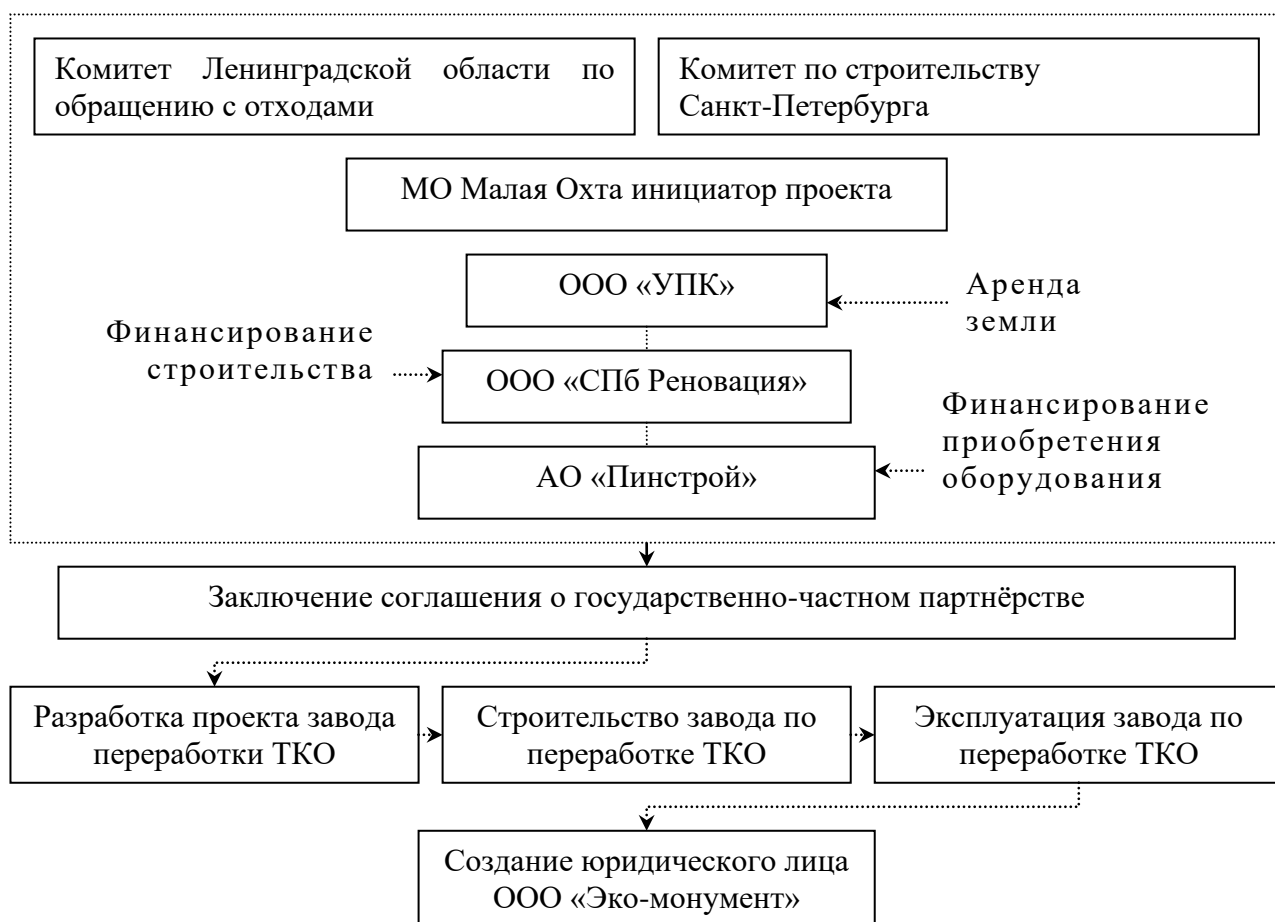 Комитет Ленинградской области по
обращению с отходами
Комитет по строительству
Санкт-Петербурга
МО Малая Охта инициатор проекта
ООО «УПК»
Аренда
земли
Финансирование
строительства
ООО «СПб Реновация»
Финансирование
приобретения
оборудования
АО «Пинстрой»
Заключение соглашения о государственно-частном партнёрстве
Разработка проекта завода
переработки ТКО
Строительство завода по
переработке ТКО
Эксплуатация завода по
переработке ТКО
Создание юридического лица
ООО «Эко-монумент»